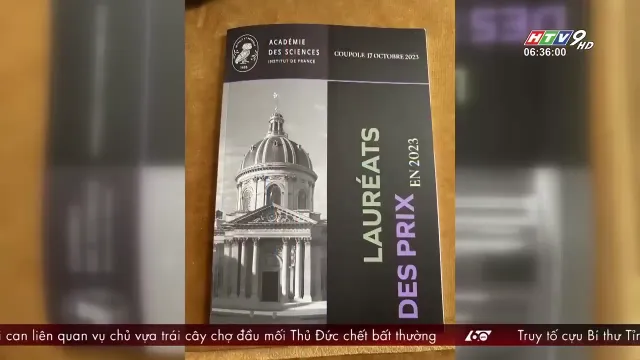 ACADÉMIE
DES SCIENCES
INSTITUT DE FRANCE
COUPOLE 17 OCTOBRE 2023
LAURÉATS
DES PRIX
EN 2023
HTV9 HD
06:36:00
i can liên quan vụ chủ vựa trái cây chợ đầu mối Thủ Đức chết bất thường
60
Truy tố cựu Bí thư Tỉn